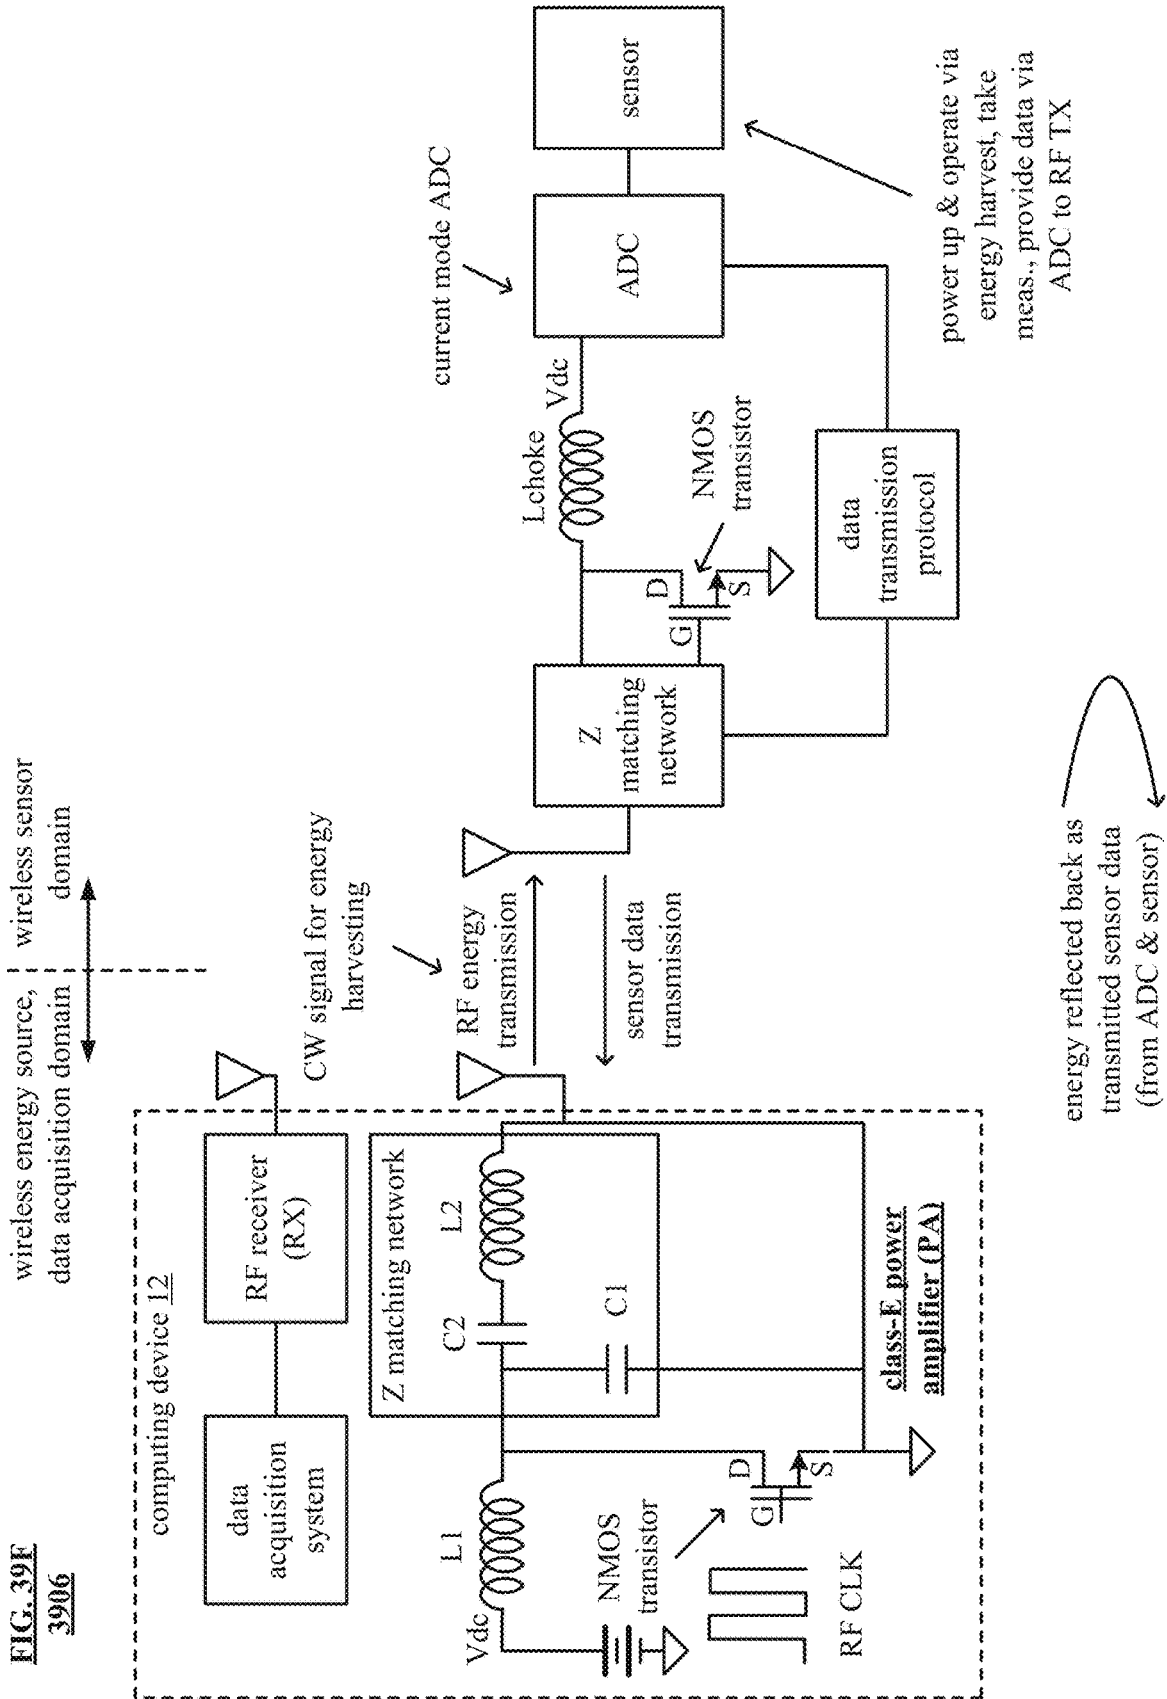 FIG. 39F
3906
wireless energy source,
data acquisition domain
wireless sensor
domain
computing device 12
data
acquisition
system
RF receiver
(RX)
CW signal for energy
harvesting
Z matching network
L1
C2
L2
C1
Vdc
NMOS
transistor
G
D
S
RF CLK
class-E power
amplifier (PA)
RF energy
transmission
sensor data
transmission
Z
matching
network
Lchoke
Vdc
G
D
S
NMOS
transistor
current mode ADC
ADC
sensor
data
transmission
protocol
power up & operate via
energy harvest, take
meas., provide data via
ADC to RF TX
energy reflected back as
transmitted sensor data
(from ADC & sensor)